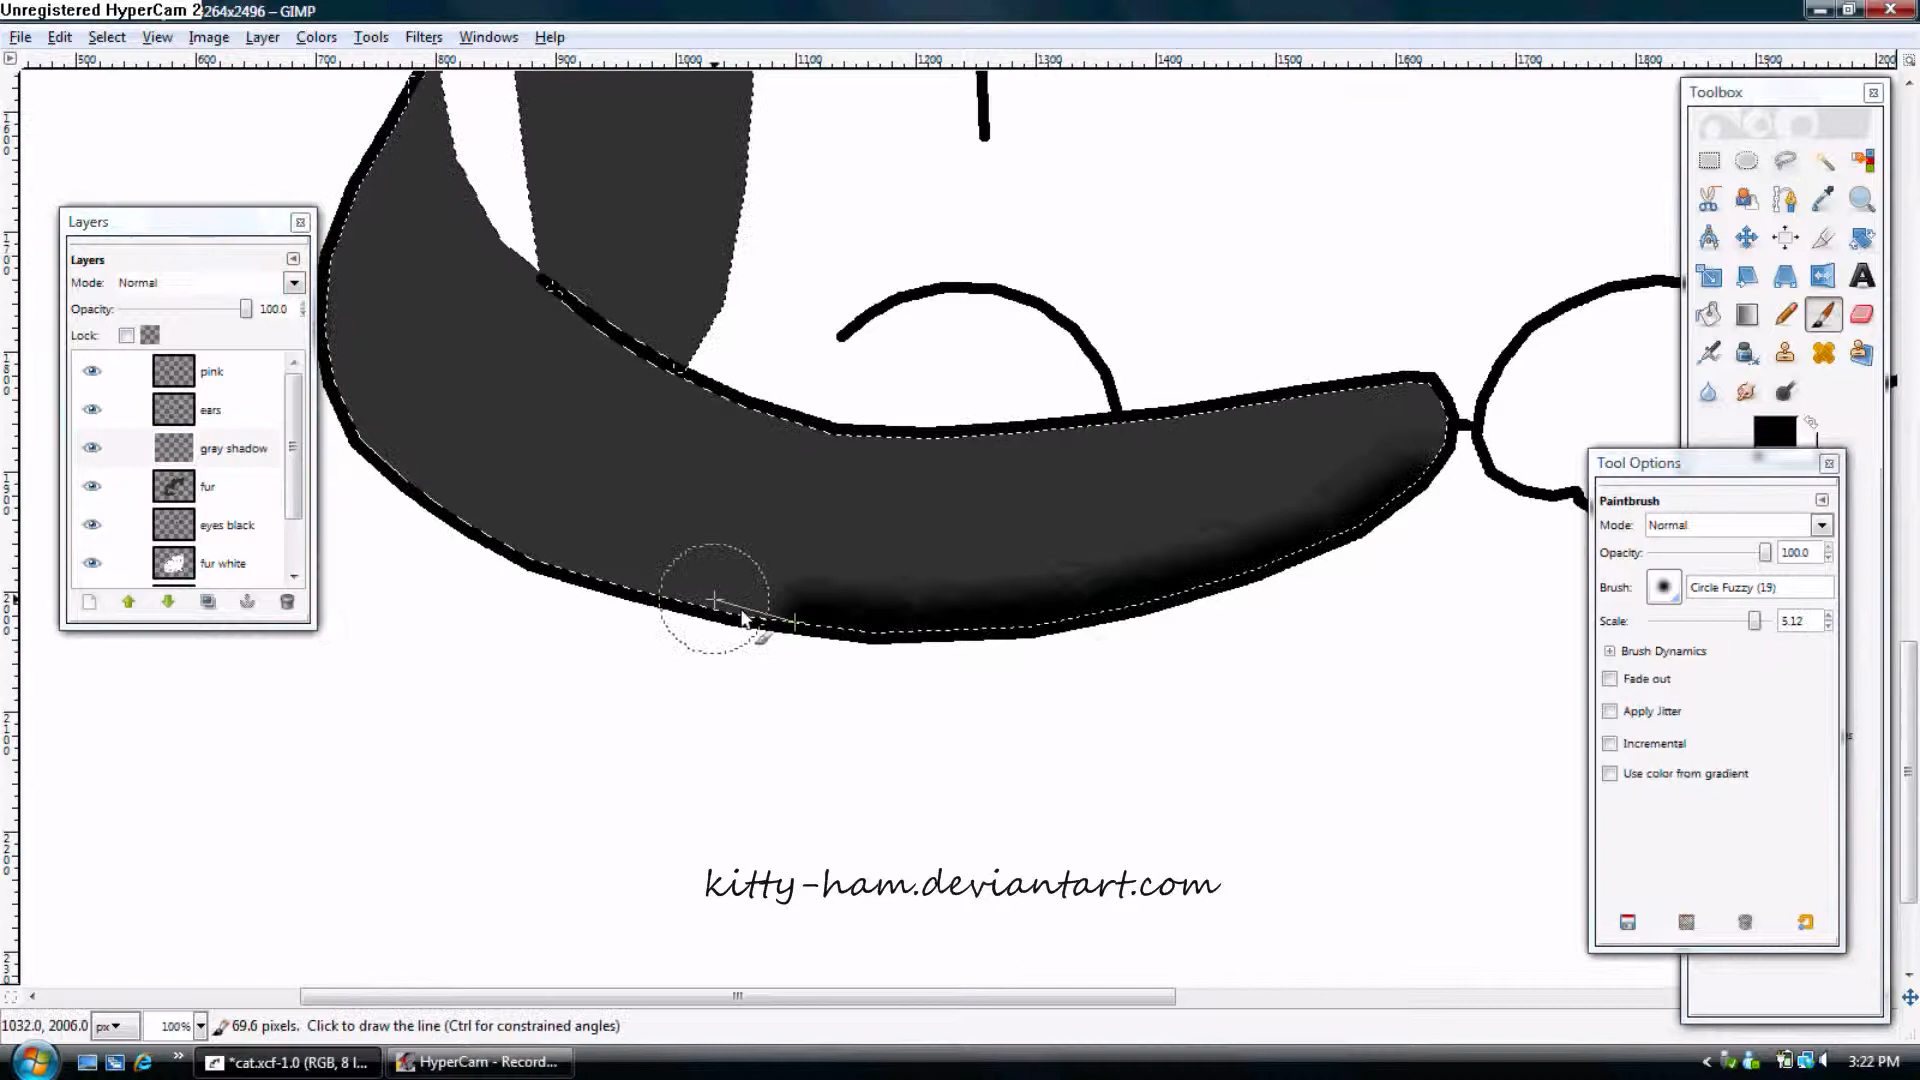 Unregistered HyperCam 2
4264x2496 – GIMP
File Edit Select View Image Layer Colors Tools Filters Windows Help
500 600 700 800 900 1000 1100 1200 1300 1400 1500 1600 1700 1800 1900 200
Toolbox
Layers
Layers
Mode: Normal
Opacity: 100.0
Lock:
pink
ears
gray shadow
fur
eyes black
fur white
Tool Options
Paintbrush
Mode: Normal
Opacity: 100.0
Brush: Circle Fuzzy (19)
Scale: 5.12
Brush Dynamics
Fade out
Apply Jitter
Incremental
Use color from gradient
kitty-ham.deviantart.com
1032.0, 2006.0 px 100% 69.6 pixels. Click to draw the line (Ctrl for constrained angles)
*cat.xcf-1.0 (RGB, 8 l... HyperCam - Record... 3:22 PM